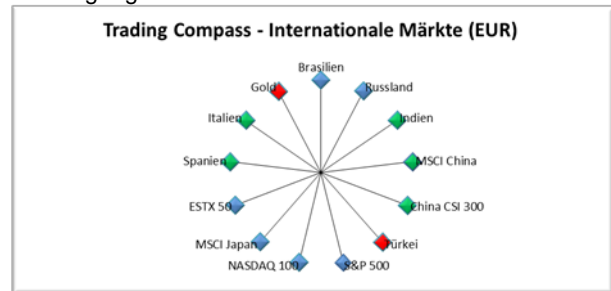 Trading Compass - Internationale Märkte (EUR)
Brasilien
Gold
Russland
Italien
Indien
Spanien
MSCI China
ESTX 50
China CSI 300
MSCI Japan
Türkei
NASDAQ 100
S&P 500